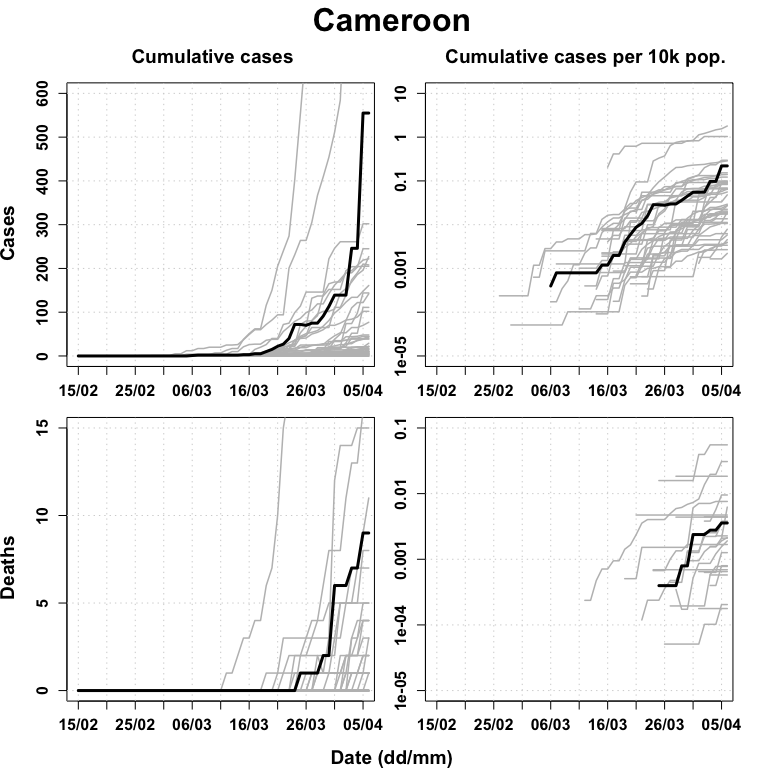 Cameroon
Cumulative cases
Cumulative cases per 10k pop.
Cases
600
500
400
300
200
100
0
15/02 25/02 06/03 16/03 26/03 05/04
10
1
0.1
0.001
1e-05
15/02 25/02 06/03 16/03 26/03 05/04
Deaths
15
10
5
0
15/02 25/02 06/03 16/03 26/03 05/04
0.1
0.01
0.001
1e-04
1e-05
15/02 25/02 06/03 16/03 26/03 05/04
Date (dd/mm)